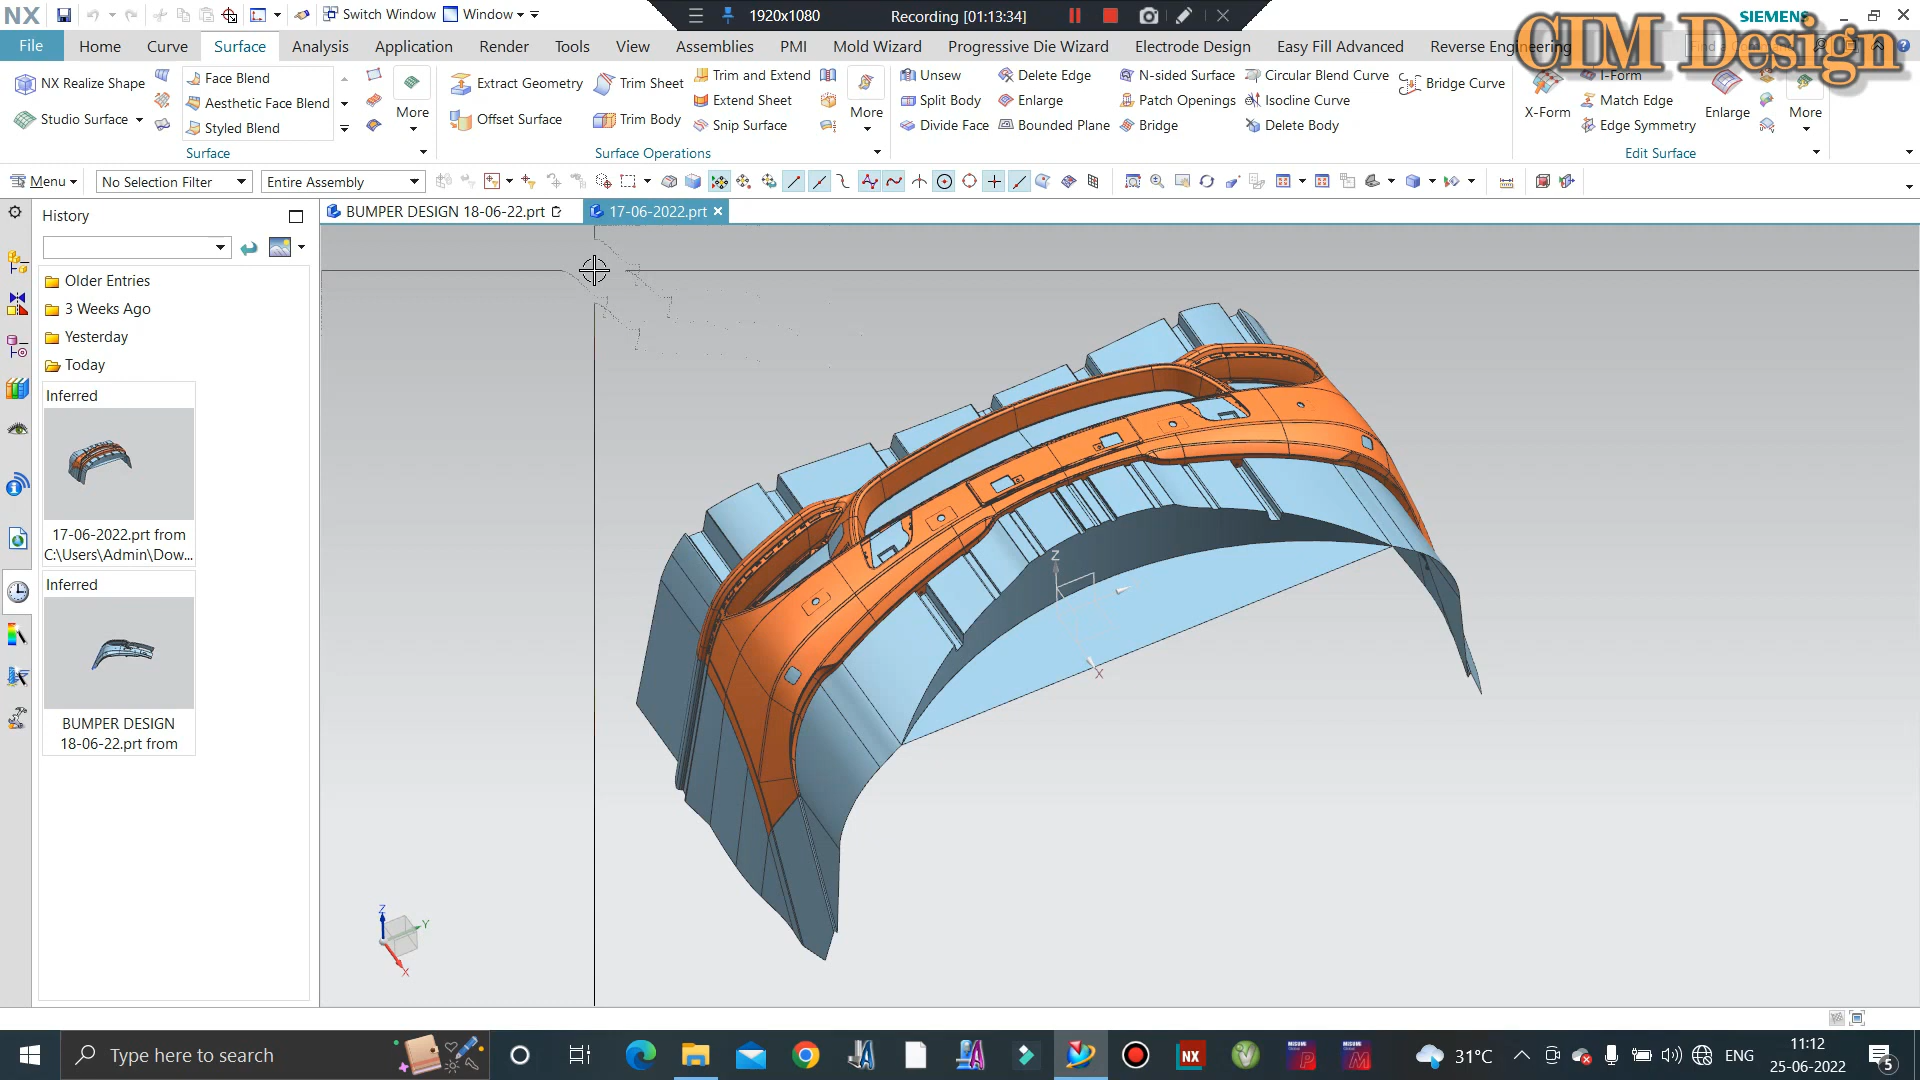 NX Switch Window Window 1920x1080 Recording [01:13:34] SIEMENS
CIM Design
File Home Curve Surface Analysis Application Render Tools View Assemblies PMI Mold Wizard Progressive Die Wizard Electrode Design Easy Fill Advanced Reverse Engineering
NX Realize Shape Face Blend Extract Geometry Trim Sheet Trim and Extend Unsew Delete Edge N-sided Surface Circular Blend Curve Bridge Curve I-Form
Studio Surface Aesthetic Face Blend More Offset Surface Trim Body Extend Sheet More Split Body Enlarge Patch Openings Isocline Curve X-Form Match Edge Enlarge More
Styled Blend Snip Surface Divide Face Bounded Plane Bridge Delete Body Edge Symmetry
Surface Surface Operations Edit Surface
Menu No Selection Filter Entire Assembly
History BUMPER DESIGN 18-06-22.prt 17-06-2022.prt
Older Entries
3 Weeks Ago
Yesterday
Today
Inferred
17-06-2022.prt from
C:\Users\Admin\Dow...
Inferred
BUMPER DESIGN
18-06-22.prt from
Z
X
Z
Y
X
Type here to search 31°C ENG 11:12
25-06-2022 5